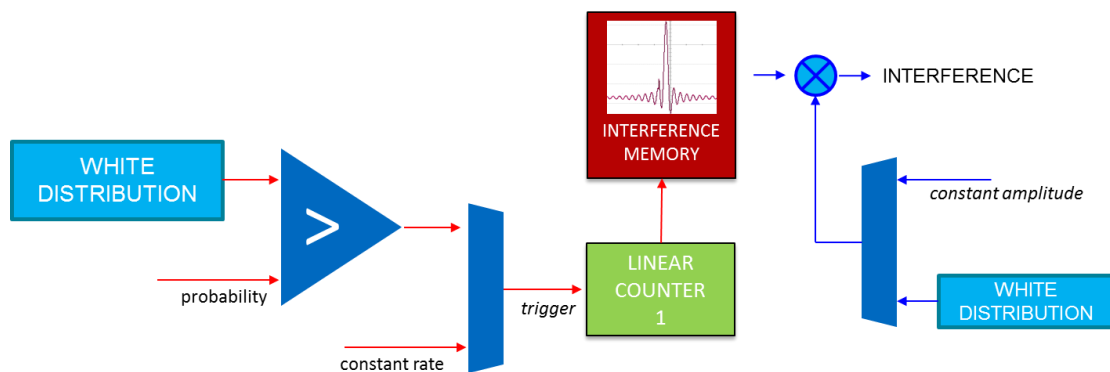 INTERFERENCE
MEMORY
INTERFERENCE
WHITE
DISTRIBUTION
>
probability
constant rate
trigger
LINEAR
COUNTER
1
constant amplitude
WHITE
DISTRIBUTION